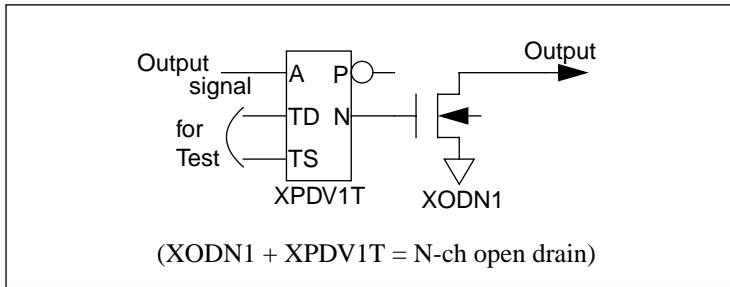 Output signal
for Test
A
TD
TS
P
N
XPDV1T
Output
XODN1
(XODN1 + XPDV1T = N-ch open drain)